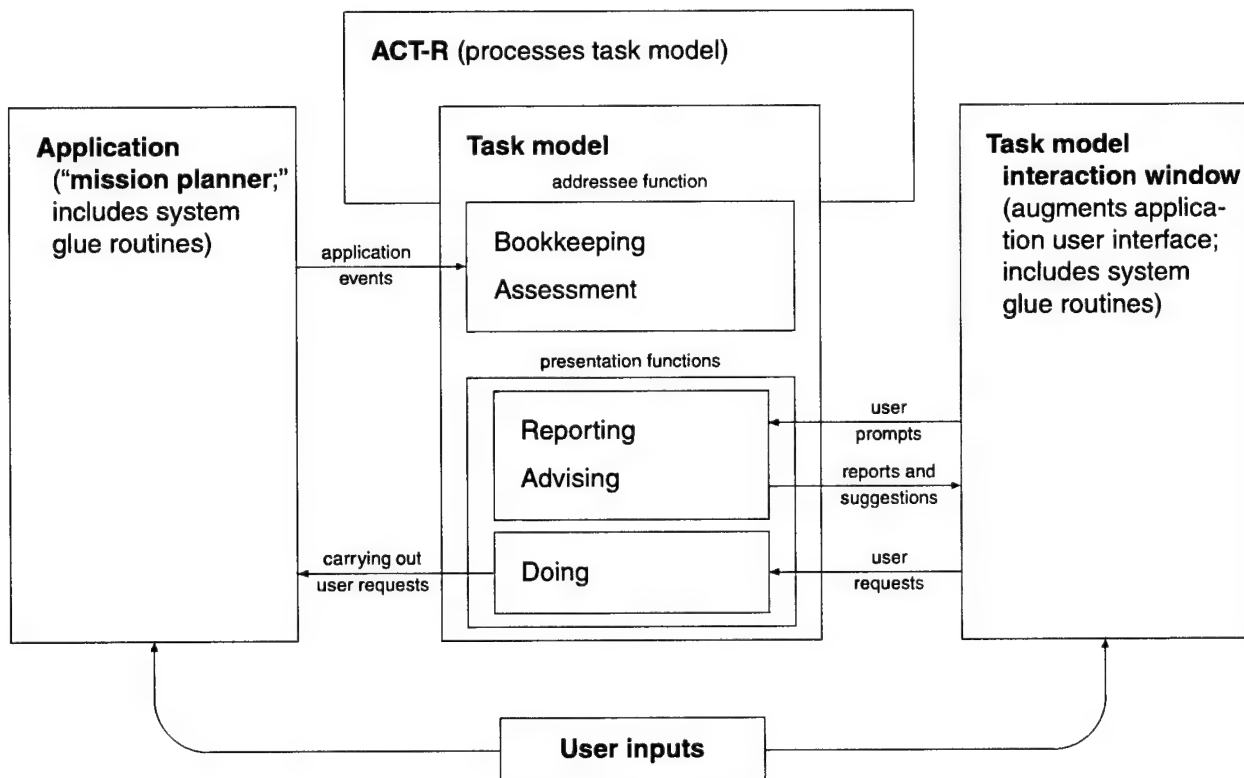 ACT-R (processes task model)
Application
(“mission planner;”
includes system
glue routines)
application
events
carrying out
user requests
Task model
addressee function
Bookkeeping
Assessment
presentation functions
Reporting
Advising
Doing
user
prompts
reports and
suggestions
user
requests
Task model
interaction window
(augments applica-
tion user interface;
includes system
glue routines)
User inputs